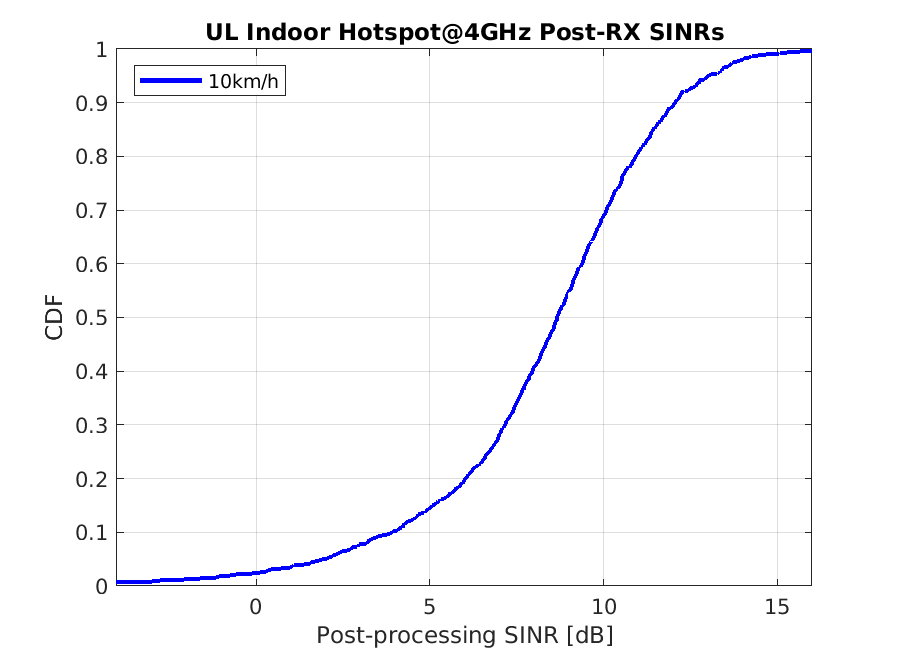 UL Indoor Hotspot@4GHz Post-RX SINRs
10km/h
1
0.9
0.8
0.7
0.6
0.5
0.4
0.3
0.2
0.1
0
CDF
0 5 10 15
Post-processing SINR [dB]